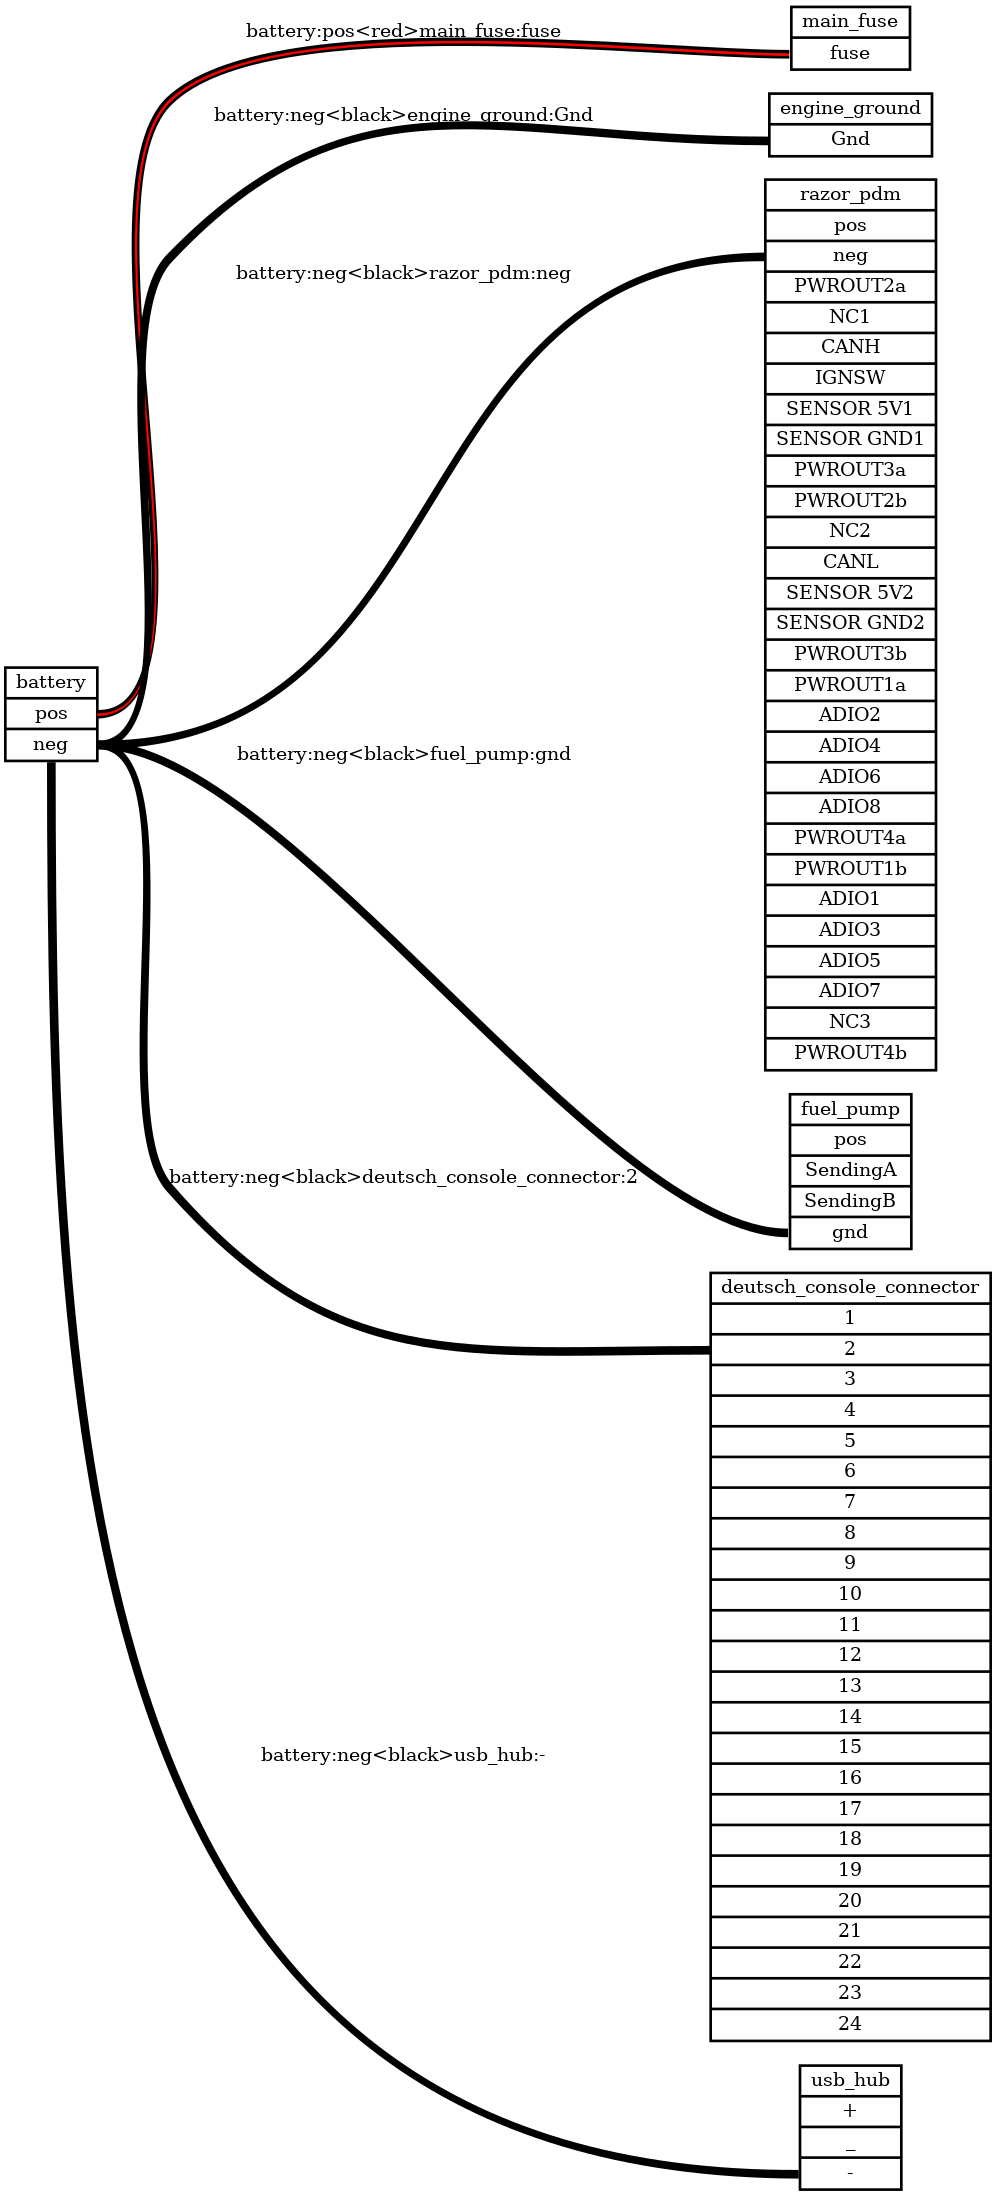 battery:pos<red>main_fuse:fuse
main_fuse
fuse
battery:neg<black>engine_ground:Gnd
engine_ground
Gnd
battery:neg<black>razor_pdm:neg
razor_pdm
pos
neg
PWROUT2a
NC1
CANH
IGNSW
SENSOR 5V1
SENSOR GND1
PWROUT3a
PWROUT2b
NC2
CANL
SENSOR 5V2
SENSOR GND2
PWROUT3b
PWROUT1a
ADIO2
ADIO4
ADIO6
ADIO8
PWROUT4a
PWROUT1b
ADIO1
ADIO3
ADIO5
ADIO7
NC3
PWROUT4b
battery
pos
neg
battery:neg<black>fuel_pump:gnd
fuel_pump
pos
SendingA
SendingB
gnd
battery:neg<black>deutsch_console_connector:2
deutsch_console_connector
1
2
3
4
5
6
7
8
9
10
11
12
13
14
15
16
17
18
19
20
21
22
23
24
battery:neg<black>usb_hub:-
usb_hub
+
_
-